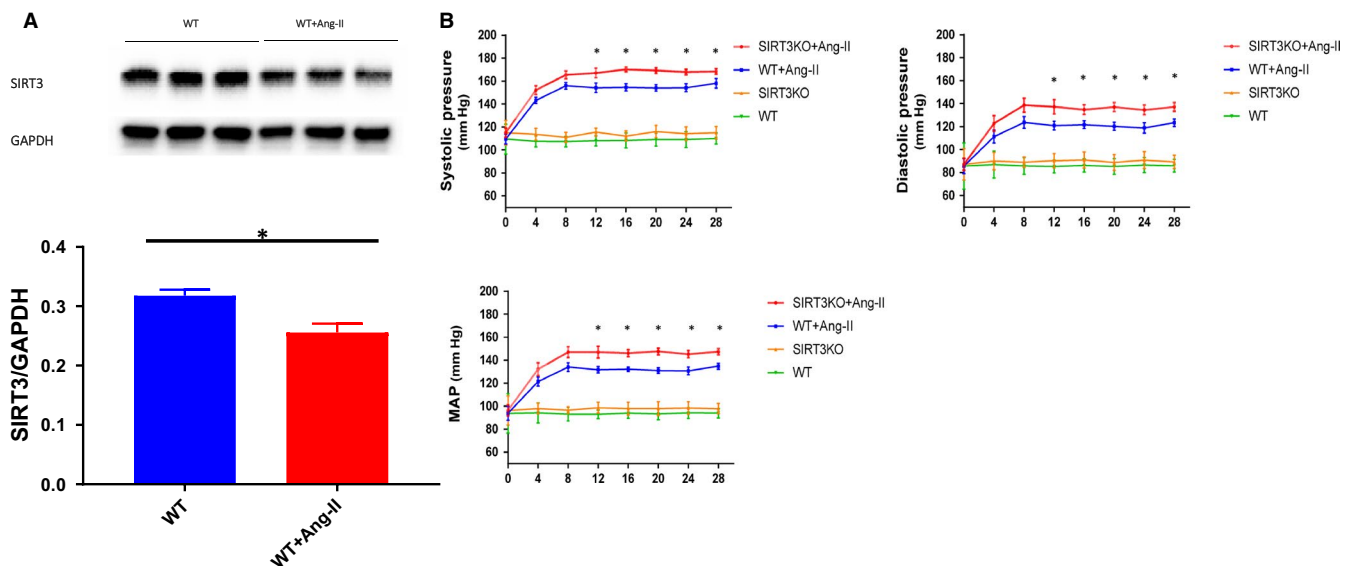 A
WT WT+Ang-II
SIRT3
GAPDH
*
0.4
0.3
0.2
0.1
0.0
SIRT3/GAPDH
WT
WT+Ang-II
B
Systolic pressure
(mm Hg)
200
180
160
140
120
100
80
60
* * * * *
0 4 8 12 16 20 24 28
SIRT3KO+Ang-II
WT+Ang-II
SIRT3KO
WT
Diastolic pressure
(mm Hg)
200
180
160
140
120
100
80
60
* * * * *
0 4 8 12 16 20 24 28
SIRT3KO+Ang-II
WT+Ang-II
SIRT3KO
WT
MAP (mm Hg)
200
180
160
140
120
100
80
60
* * * * *
0 4 8 12 16 20 24 28
SIRT3KO+Ang-II
WT+Ang-II
SIRT3KO
WT